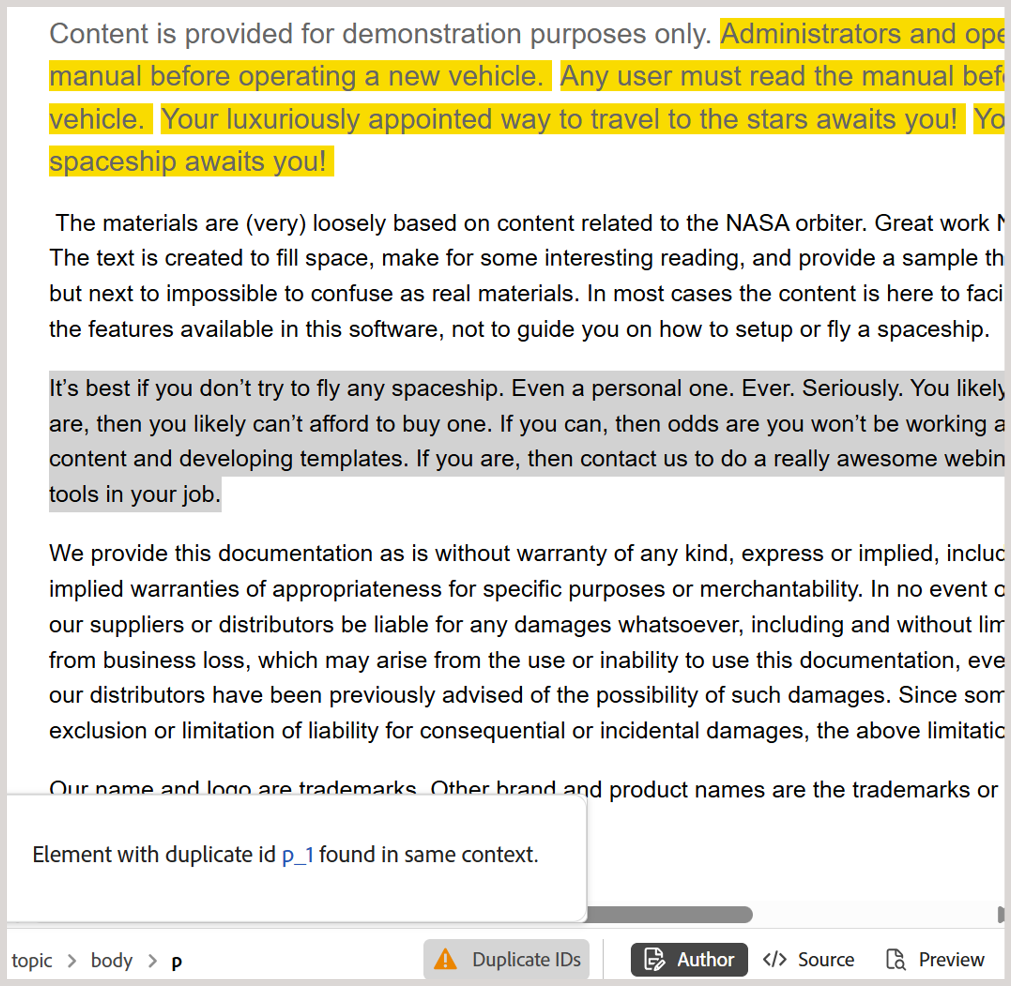 Content is provided for demonstration purposes only. Administrators and ope
manual before operating a new vehicle. Any user must read the manual bef
vehicle. Your luxuriously appointed way to travel to the stars awaits you! Yo
spaceship awaits you!
The materials are (very) loosely based on content related to the NASA orbiter. Great work
The text is created to fill space, make for some interesting reading, and provide a sample th
but next to impossible to confuse as real materials. In most cases the content is here to faci
the features available in this software, not to guide you on how to setup or fly a spaceship.
It’s best if you don’t try to fly any spaceship. Even a personal one. Ever. Seriously. You likely
are, then you likely can’t afford to buy one. If you can, then odds are you won’t be working a
content and developing templates. If you are, then contact us to do a really awesome webin
tools in your job.
We provide this documentation as is without warranty of any kind, express or implied, includ
implied warranties of appropriateness for specific purposes or merchantability. In no event
our suppliers or distributors be liable for any damages whatsoever, including and without lim
from business loss, which may arise from the use or inability to use this documentation, eve
our distributors have been previously advised of the possibility of such damages. Since som
exclusion or limitation of liability for consequential or incidental damages, the above limitatio
Our name and logo are trademarks. Other brand and product names are the trademarks or
Element with duplicate id p_1 found in same context.
topic > body > p Duplicate IDs Author </> Source Preview